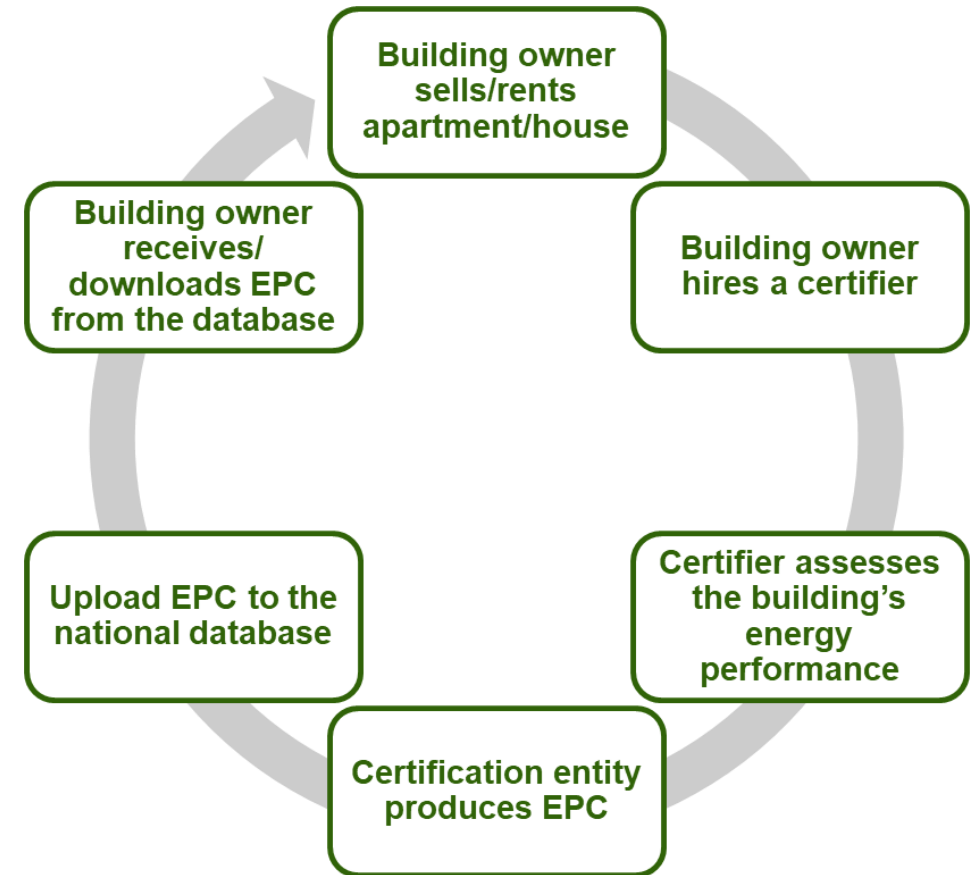 Building owner
sells/rents
apartment/house
Building owner
hires a certifier
Certifier assesses
the building’s
energy
performance
Certification entity
produces EPC
Upload EPC to the
national database
Building owner
receives/
downloads EPC
from the database